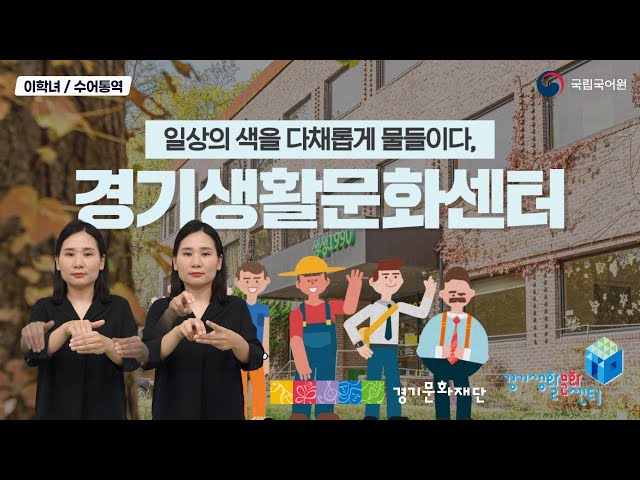 이학녀 / 수어통역
국립국어원
일상의 색을 다채롭게 물들이다,
경기생활문화센터
경기문화재단
경기생활문화센터